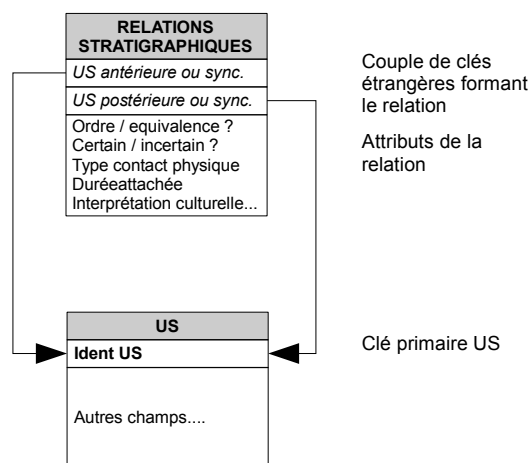 RELATIONS
STRATIGRAPHIQUES
US antérieure ou sync.
US postérieure ou sync.
Ordre / equivalence ?
Certain / incertain ?
Type contact physique
Duréeattachée
Interprétation culturelle...
Couple de clés
étrangères formant
le relation
Attributs de la
relation
US
Ident US
Autres champs....
Clé primaire US